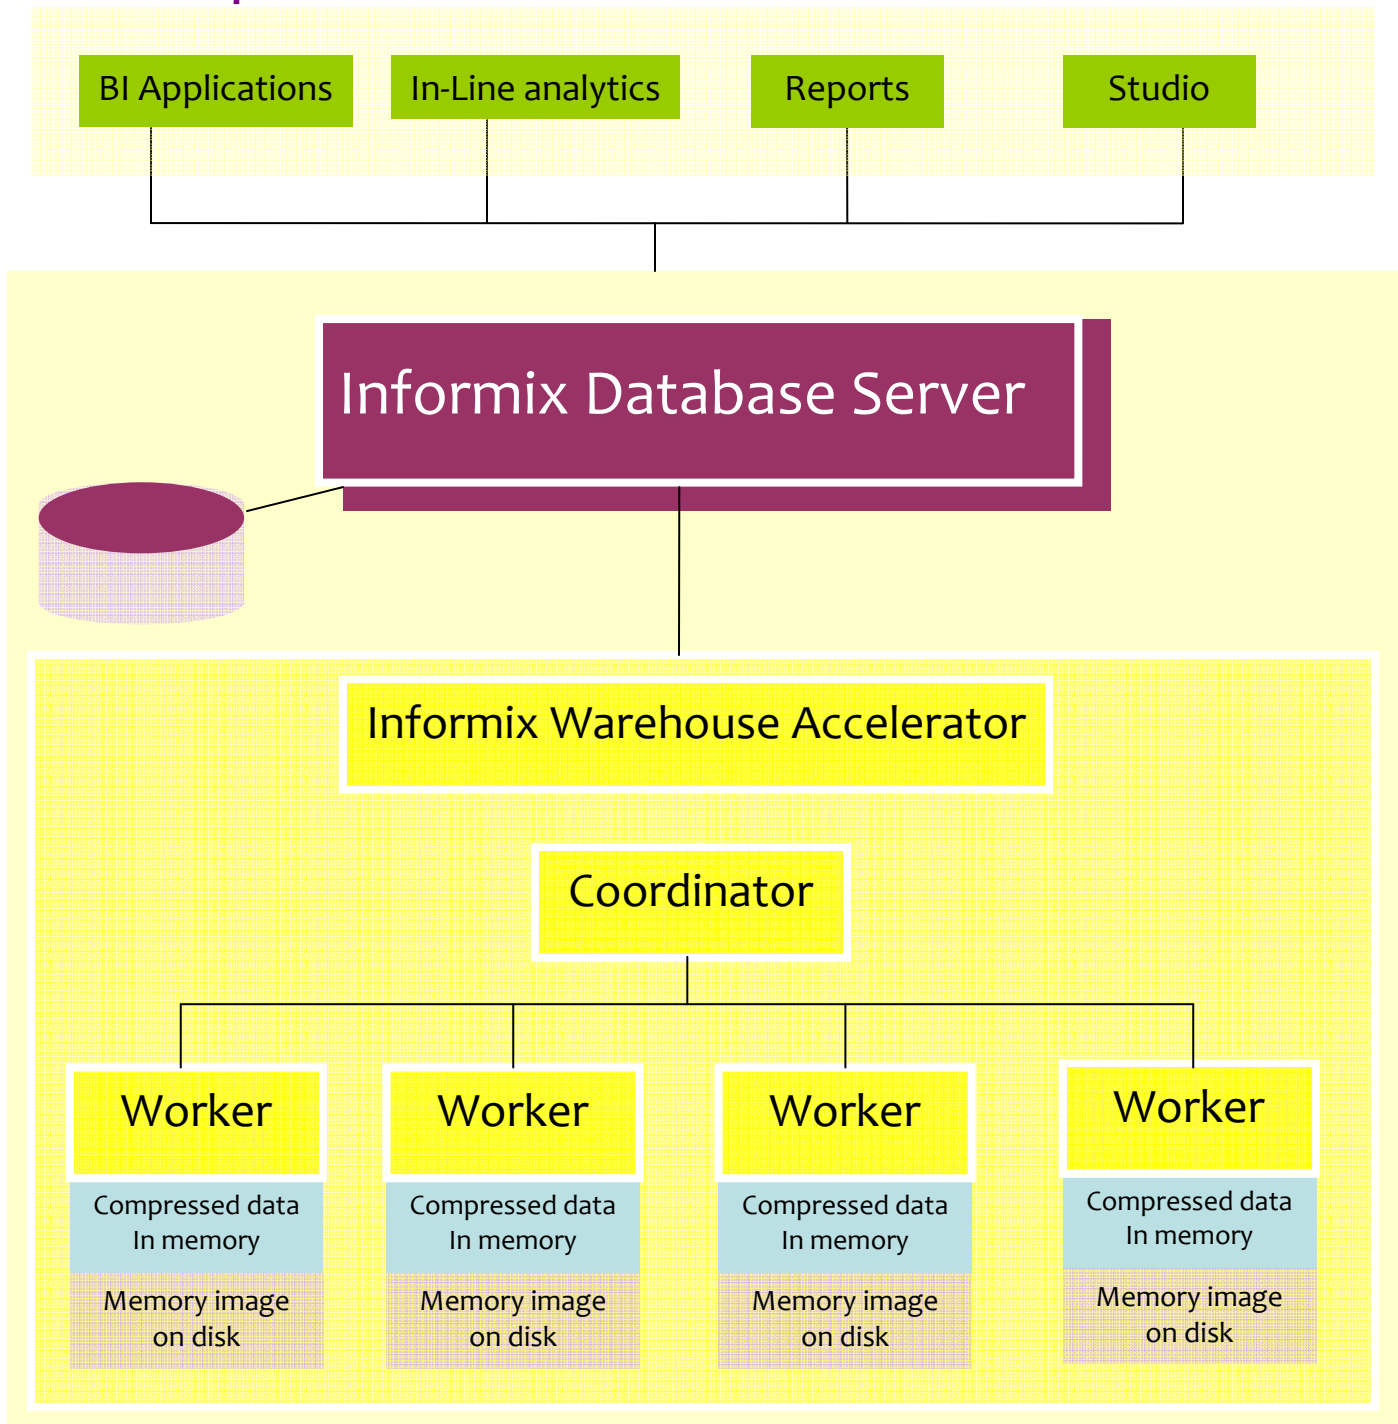 BI Applications
In-Line analytics
Reports
Studio
Informix Database Server
Informix Warehouse Accelerator
Coordinator
Worker
Worker
Worker
Worker
Compressed data
In memory
Compressed data
In memory
Compressed data
In memory
Compressed data
In memory
Memory image
on disk
Memory image
on disk
Memory image
on disk
Memory image
on disk